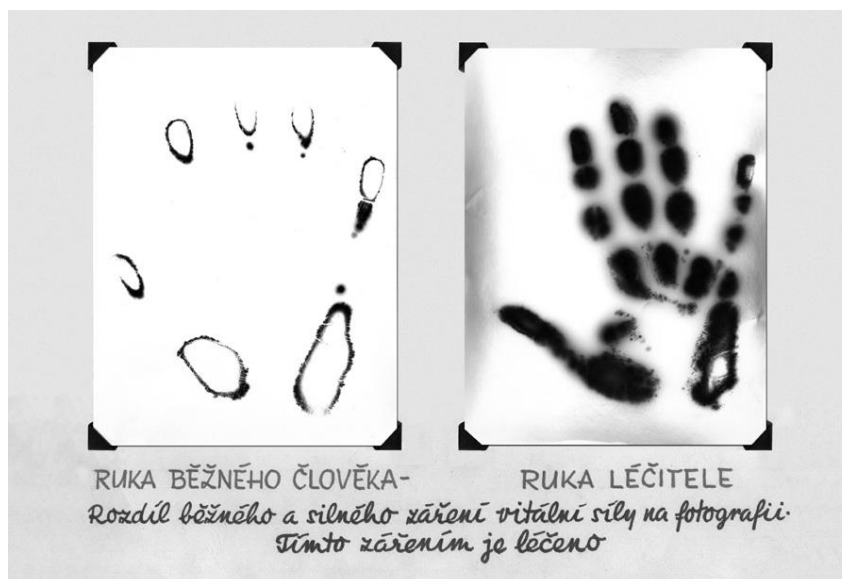 RUKA BĚŽNÉHO ČLOVĚKA-
RUKA LÉČITELE
Rozdíl běžného a silného záření vitální síly na fotografii.
Tímto zářením je léčeno